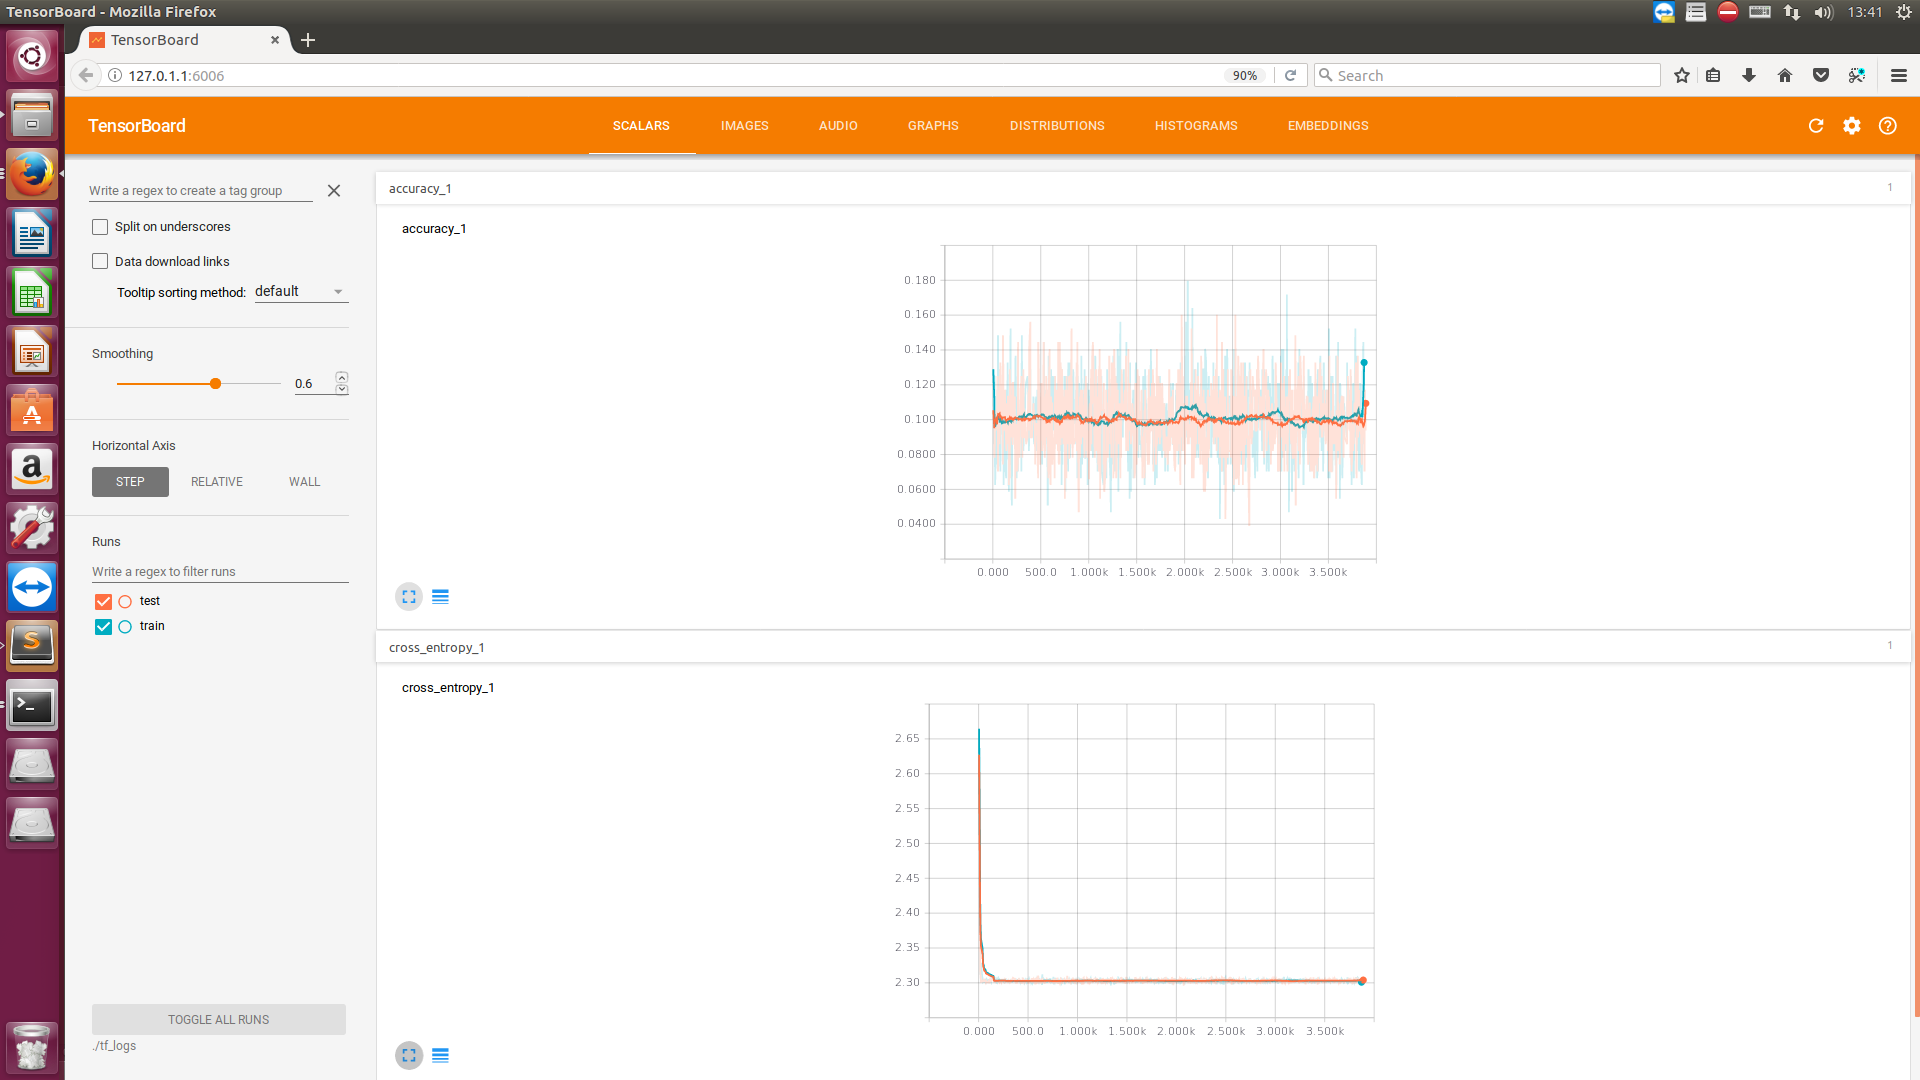 TensorBoard - Mozilla Firefox
13:41
TensorBoard
127.0.1.1:6006
90%
Search
TensorBoard
SCALARS
IMAGES
AUDIO
GRAPHS
DISTRIBUTIONS
HISTOGRAMS
EMBEDDINGS
Write a regex to create a tag group
Split on underscores
Data download links
Tooltip sorting method: default
Smoothing
0.6
Horizontal Axis
STEP
RELATIVE
WALL
Runs
Write a regex to filter runs
test
train
TOGGLE ALL RUNS
./tf_logs
accuracy_1
1
accuracy_1
0.180
0.160
0.140
0.120
0.100
0.0800
0.0600
0.0400
0.000 500.0 1.000k 1.500k 2.000k 2.500k 3.000k 3.500k
cross_entropy_1
1
cross_entropy_1
2.65
2.60
2.55
2.50
2.45
2.40
2.35
2.30
0.000 500.0 1.000k 1.500k 2.000k 2.500k 3.000k 3.500k